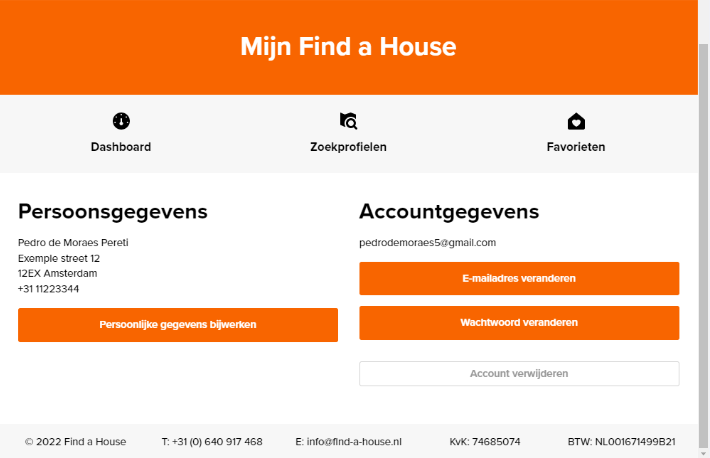 Mijn Find a House
Dashboard
Zoekprofielen
Favorieten
Persoonsgegevens
Pedro de Moraes Pereti
Exemple street 12
12EX Amsterdam
+31 11223344
Persoonlijke gegevens bijwerken
Accountgegevens
pedrodemoraes5@gmail.com
E-mailadres veranderen
Wachtwoord veranderen
Account verwijderen
© 2022 Find a House
T: +31 (0) 640 917 468
E: info@find-a-house.nl
KvK: 74685074
BTW: NL001671499B21